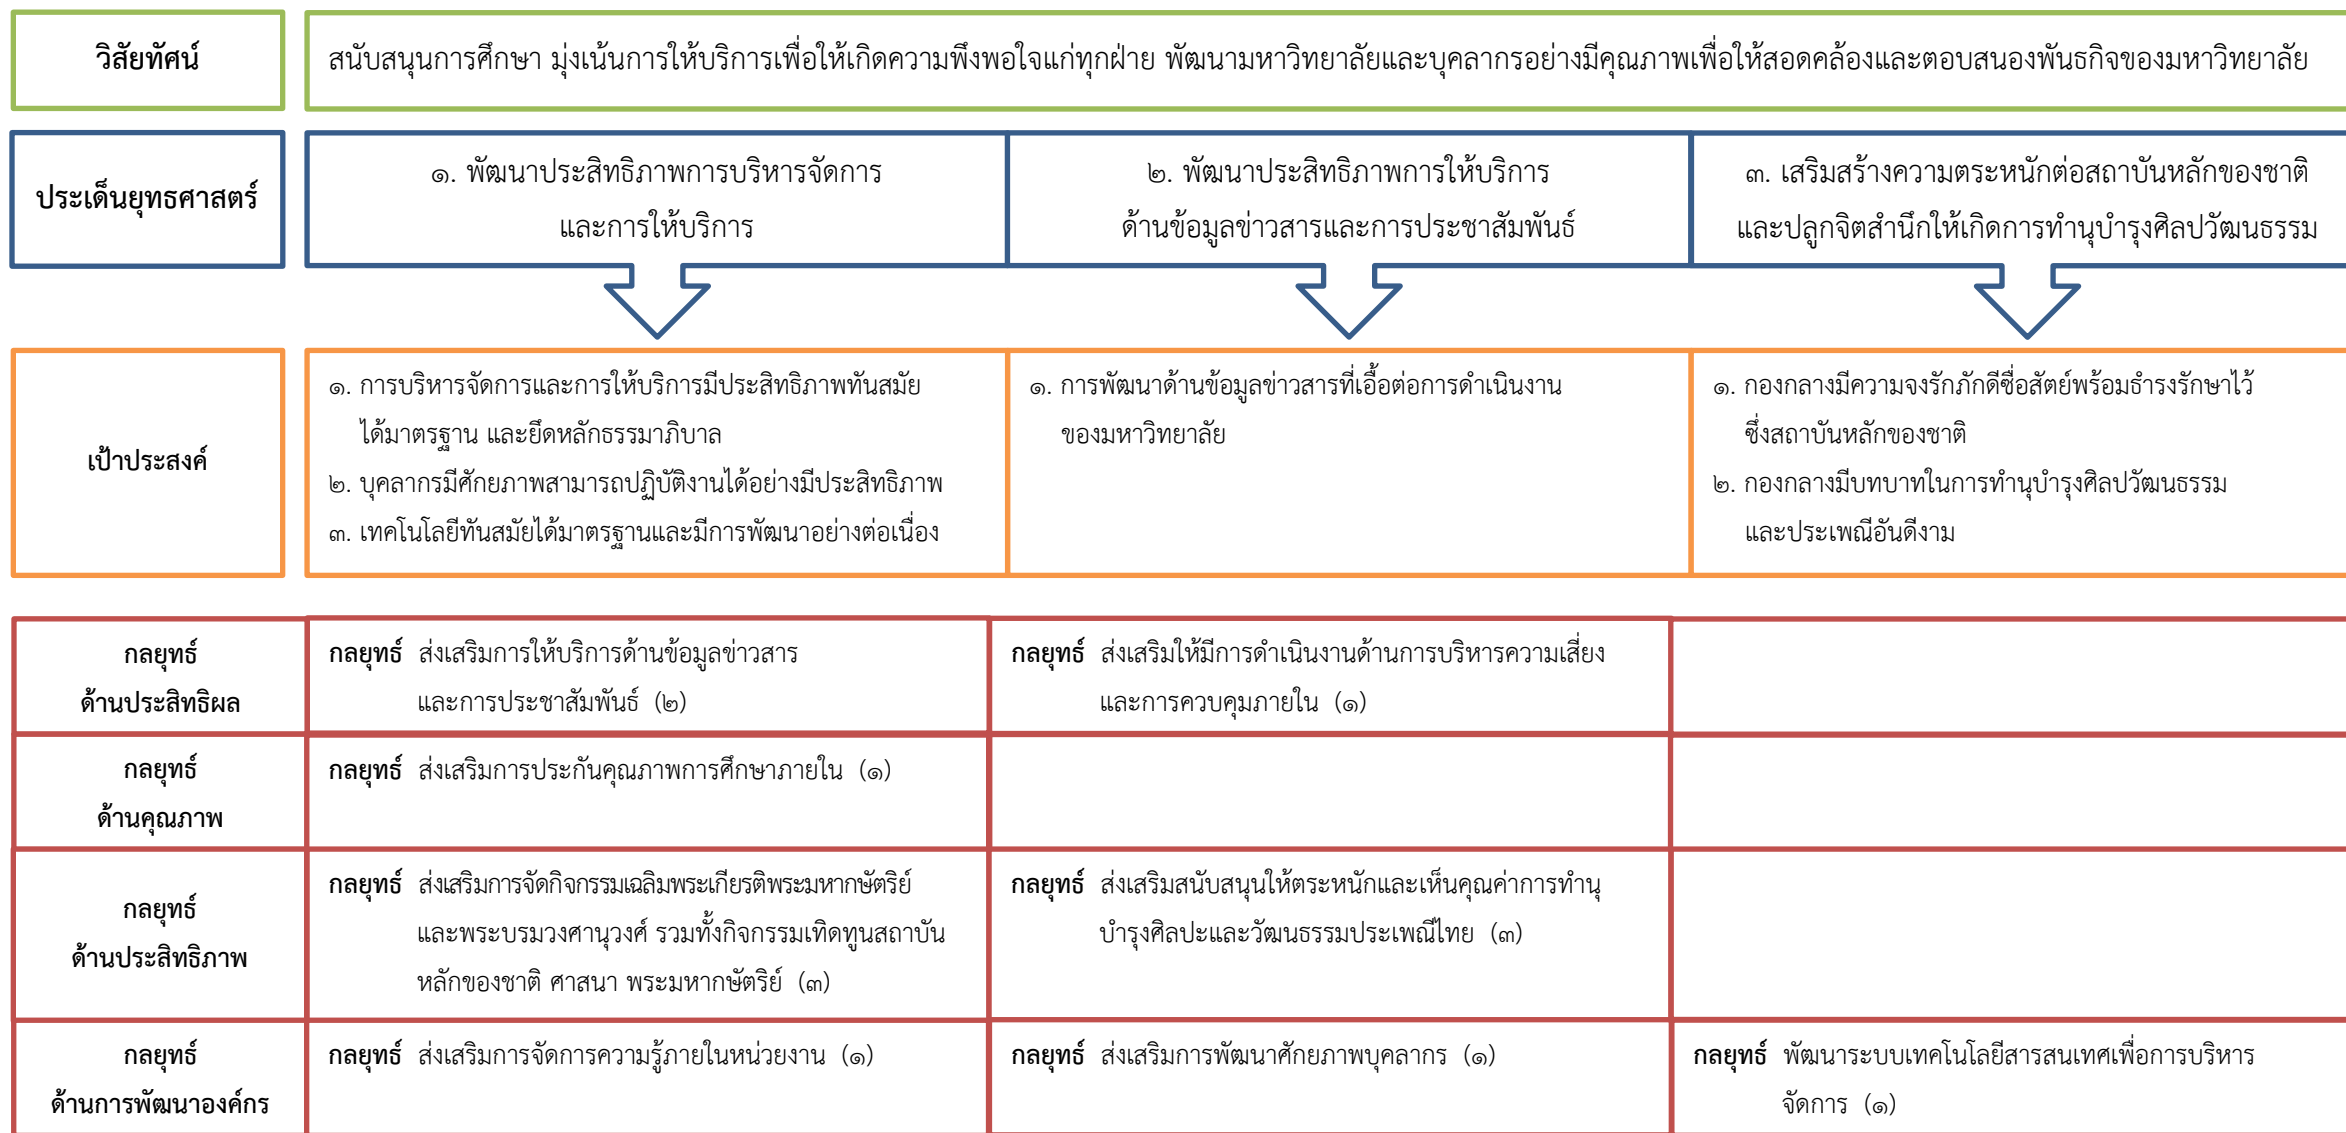 วิสัยทัศน์
สนับสนุนการศึกษา มุ่งเน้นการให้บริการเพื่อให้เกิดความพึงพอใจแก่ทุกฝ่าย พัฒนามหาวิทยาลัยและบุคลากรอย่างมีคุณภาพเพื่อให้สอดคล้องและตอบสนองพันธกิจของมหาวิทยาลัย
ประเด็นยุทธศาสตร์
๑. พัฒนาประสิทธิภาพการบริหารจัดการ
และการให้บริการ
๒. พัฒนาประสิทธิภาพการให้บริการ
ด้านข้อมูลข่าวสารและการประชาสัมพันธ์
๓. เสริมสร้างความตระหนักต่อสถาบันหลักของชาติ
และปลูกจิตสำนึกให้เกิดการทำนุบำรุงศิลปวัฒนธรรม
เป้าประสงค์
๑. การบริหารจัดการและการให้บริการมีประสิทธิภาพทันสมัย
ได้มาตรฐาน และยึดหลักธรรมาภิบาล
๒. บุคลากรมีศักยภาพสามารถปฏิบัติงานได้อย่างมีประสิทธิภาพ
๓. เทคโนโลยีทันสมัยได้มาตรฐานและมีการพัฒนาอย่างต่อเนื่อง
๑. การพัฒนาด้านข้อมูลข่าวสารที่เอื้อต่อการดำเนินงาน
ของมหาวิทยาลัย
๑. กองกลางมีความจงรักภักดีซื่อสัตย์พร้อมธำรงรักษาไว้
ซึ่งสถาบันหลักของชาติ
๒. กองกลางมีบทบาทในการทำนุบำรุงศิลปวัฒนธรรม
และประเพณีอันดีงาม
กลยุทธ์
ด้านประสิทธิผล
กลยุทธ์ ส่งเสริมการให้บริการด้านข้อมูลข่าวสาร
และการประชาสัมพันธ์ (๒)
กลยุทธ์ ส่งเสริมให้มีการดำเนินงานด้านการบริหารความเสี่ยง
และการควบคุมภายใน (๑)
กลยุทธ์
ด้านคุณภาพ
กลยุทธ์ ส่งเสริมการประกันคุณภาพการศึกษาภายใน (๑)
กลยุทธ์
ด้านประสิทธิภาพ
กลยุทธ์ ส่งเสริมการจัดกิจกรรมเฉลิมพระเกียรติพระมหากษัตริย์
และพระบรมวงศานุวงศ์ รวมทั้งกิจกรรมเทิดทูนสถาบัน
หลักของชาติ ศาสนา พระมหากษัตริย์ (๓)
กลยุทธ์ ส่งเสริมสนับสนุนให้ตระหนักและเห็นคุณค่าการทำนุ
บำรุงศิลปะและวัฒนธรรมประเพณีไทย (๓)
กลยุทธ์
ด้านการพัฒนาองค์กร
กลยุทธ์ ส่งเสริมการจัดการความรู้ภายในหน่วยงาน (๑)
กลยุทธ์ ส่งเสริมการพัฒนาศักยภาพบุคลากร (๑)
กลยุทธ์ พัฒนาระบบเทคโนโลยีสารสนเทศเพื่อการบริหาร
จัดการ (๑)